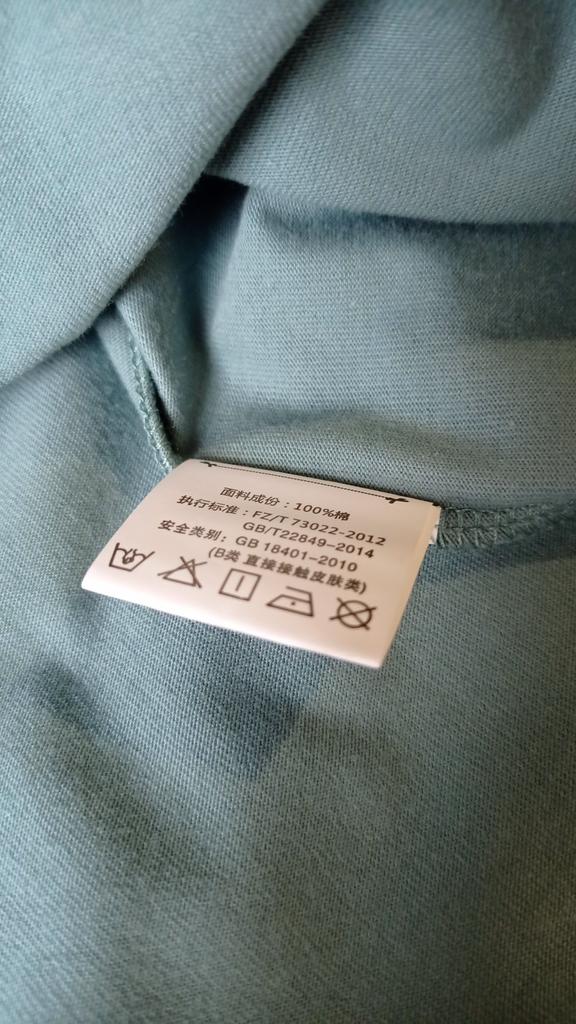 面料成份：100%棉
执行标准：FZ/T 73022-2012
GB/T22849-2014
安全类别：GB 18401-2010
(B类 直接接触皮肤类)